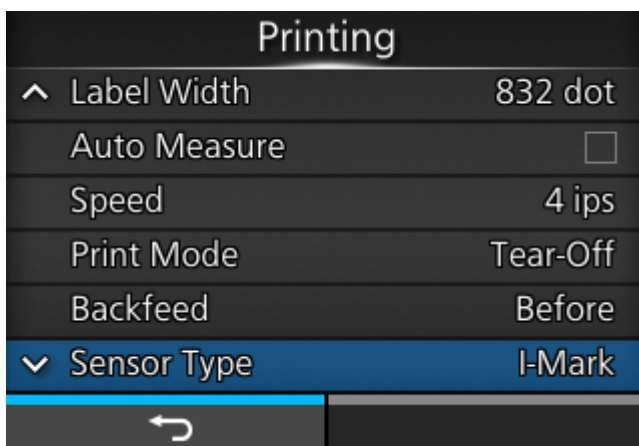 Printing
Label Width 832 dot
Auto Measure
Speed 4 ips
Print Mode Tear-Off
Backfeed Before
Sensor Type I-Mark